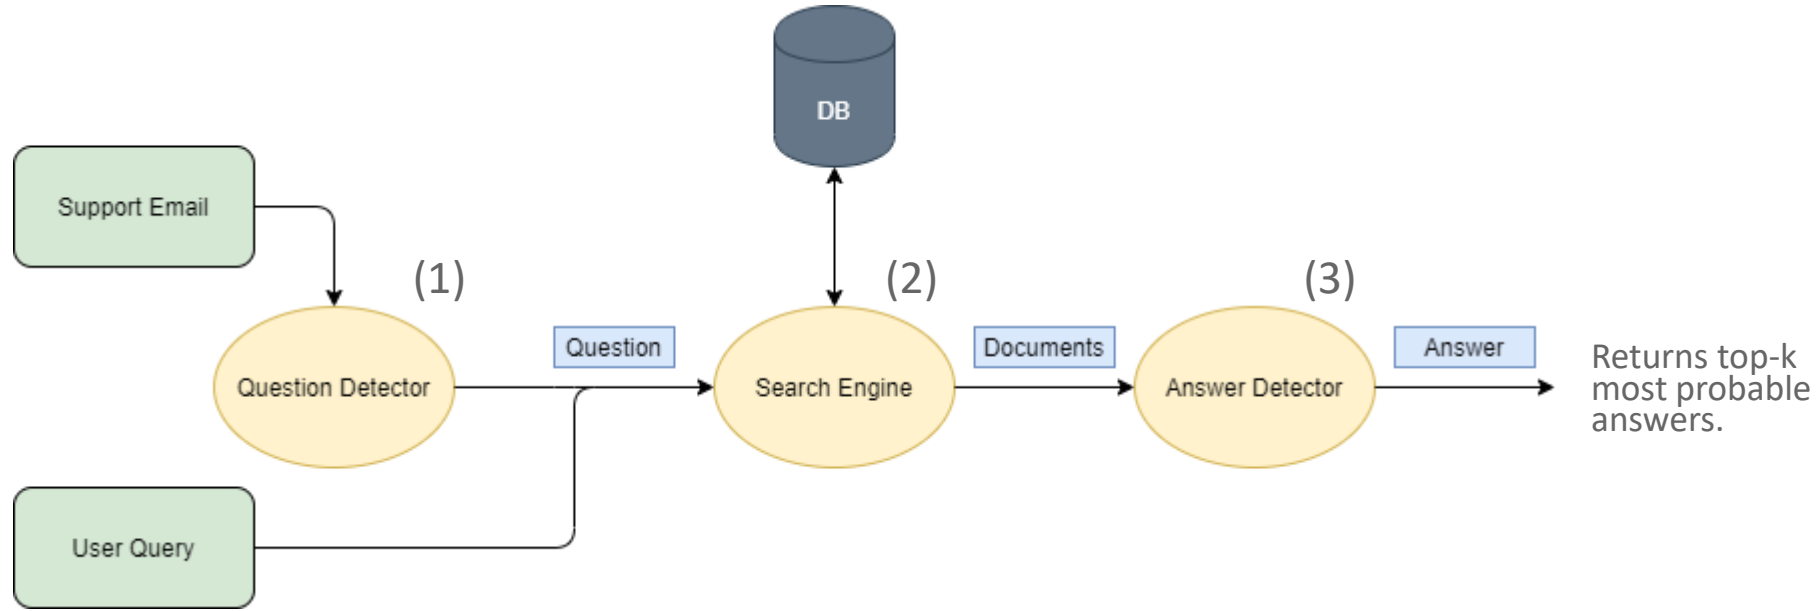 DB
Support Email
(1)
(2)
(3)
Question
Documents
Answer
Question Detector
Search Engine
Answer Detector
Returns top-k
most probable
answers.
User Query